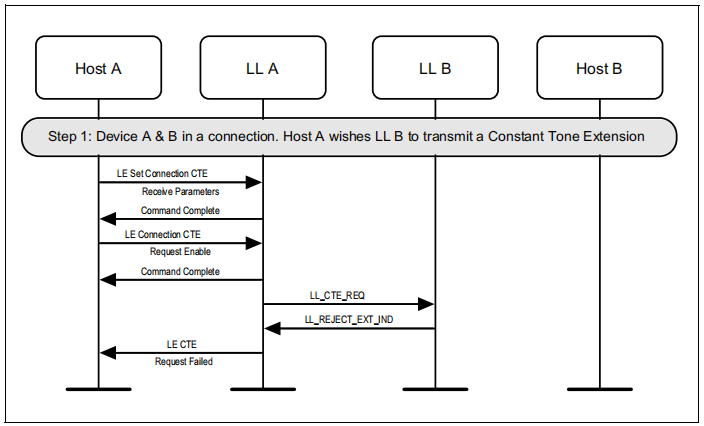 Host A
LL A
LL B
Host B
Step 1: Device A & B in a connection. Host A wishes LL B to transmit a Constant Tone Extension
LE Set Connection CTE
Receive Parameters
Command Complete
LE Connection CTE
Request Enable
Command Complete
LL_CTE_REQ
LL_REJECT_EXT_IND
LE CTE
Request Failed